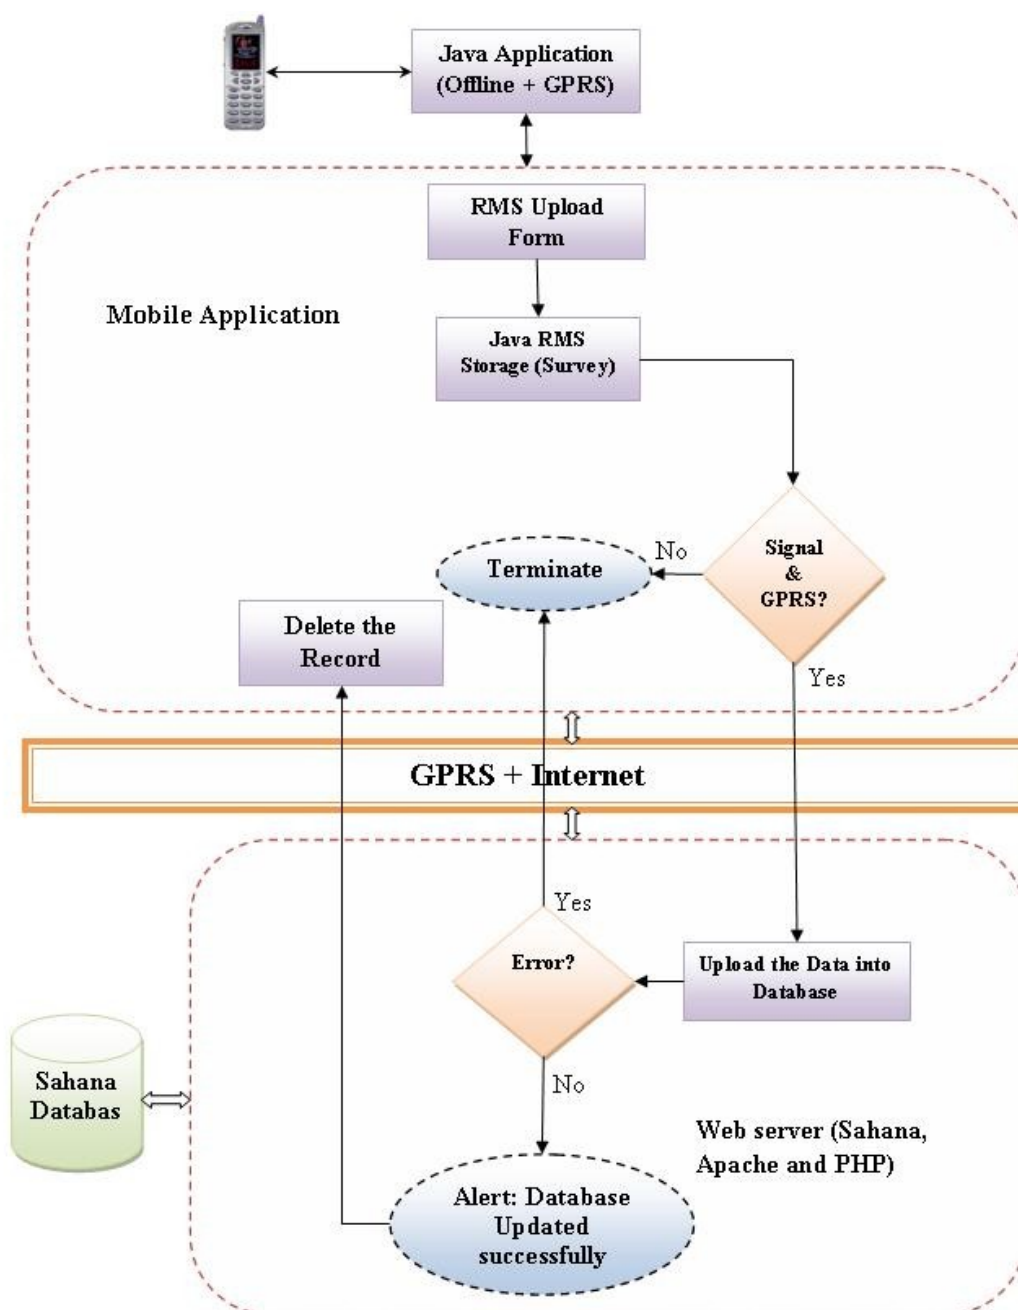 Java Application
(Offline + GPRS)
RMS Upload
Form
Mobile Application
Java RMS
Storage (Survey)
Signal
&
GPRS?
No
Terminate
Delete the
Record
Yes
GPRS + Internet
Yes
Error?
Upload the Data into
Database
No
Sahana
Databas
Web server (Sahana,
Apache and PHP)
Alert: Database
Updated
successfully